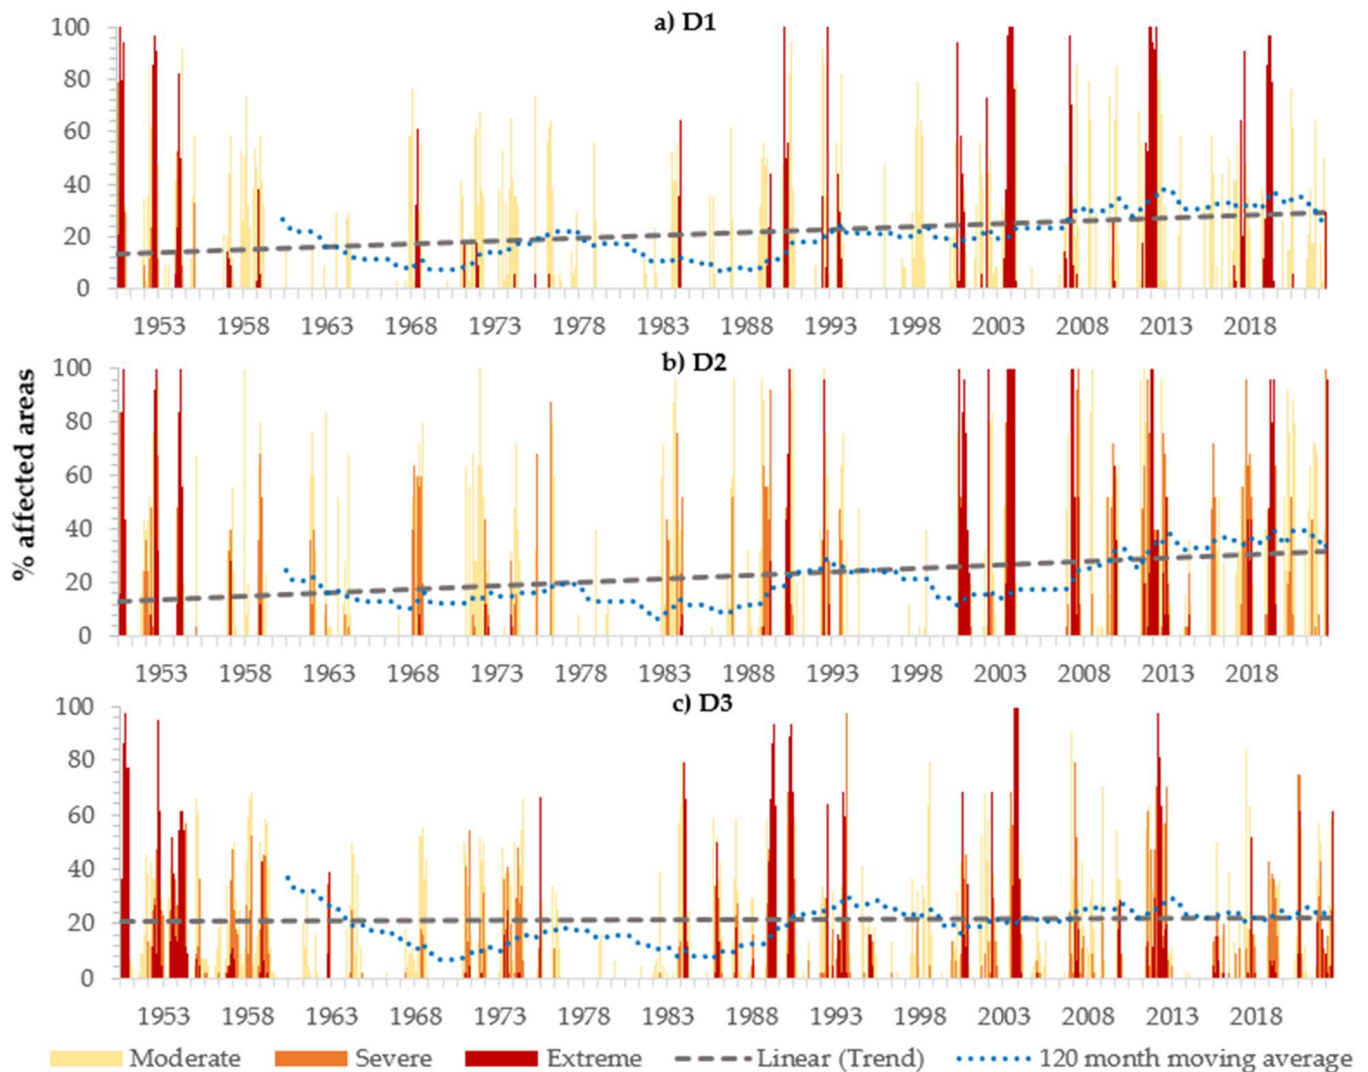 a) D1
100
80
60
40
20
0
1953 1958 1963 1968 1973 1978 1983 1988 1993 1998 2003 2008 2013 2018
% affected areas
b) D2
100
80
60
40
20
0
1953 1958 1963 1968 1973 1978 1983 1988 1993 1998 2003 2008 2013 2018
c) D3
100
80
60
40
20
0
1953 1958 1963 1968 1973 1978 1983 1988 1993 1998 2003 2008 2013 2018
Moderate Severe Extreme Linear (Trend) 120 month moving average